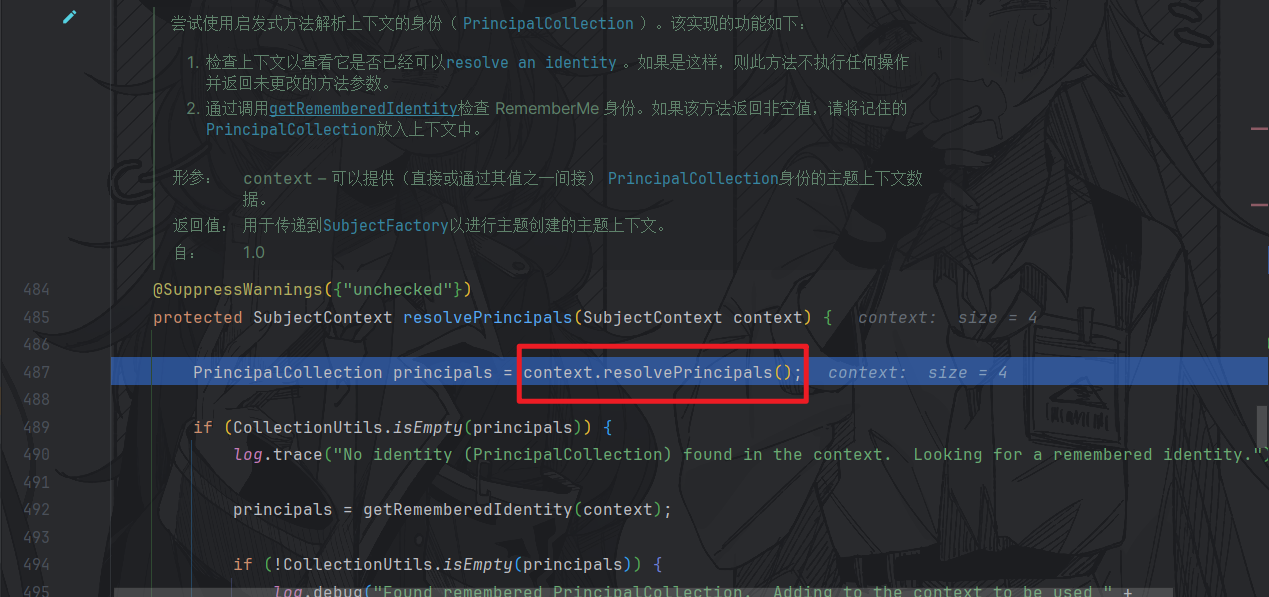 尝试使用启发式方法解析上下文的身份（ PrincipalCollection ）。该实现的功能如下：
1. 检查上下文以查看它是否已经可以resolve an identity 。如果是这样，则此方法不执行任何操作
并返回未更改的方法参数。
2. 通过调用getRememberedIdentity检查 RememberMe 身份。如果该方法返回非空值，请将记住的
PrincipalCollection放入上下文中。
形参： context – 可以提供（直接或通过其值之一间接） PrincipalCollection身份的主题上下文数
据。
返回值： 用于传递到SubjectFactory以进行主题创建的主题上下文。
自： 1.0
484 @SuppressWarnings({"unchecked"})
485 protected SubjectContext resolvePrincipals(SubjectContext context) { context: size = 4
486
487 PrincipalCollection principals = context.resolvePrincipals(); context: size = 4
488
489 if (CollectionUtils.isEmpty(principals)) {
490 log.trace("No identity (PrincipalCollection) found in the context.  Looking for a remembered identity.")
491
492 principals = getRememberedIdentity(context);
493
494 if (!CollectionUtils.isEmpty(principals)) {
495 log.debug("Found remembered PrincipalCollection.  Adding to the context to be used " +